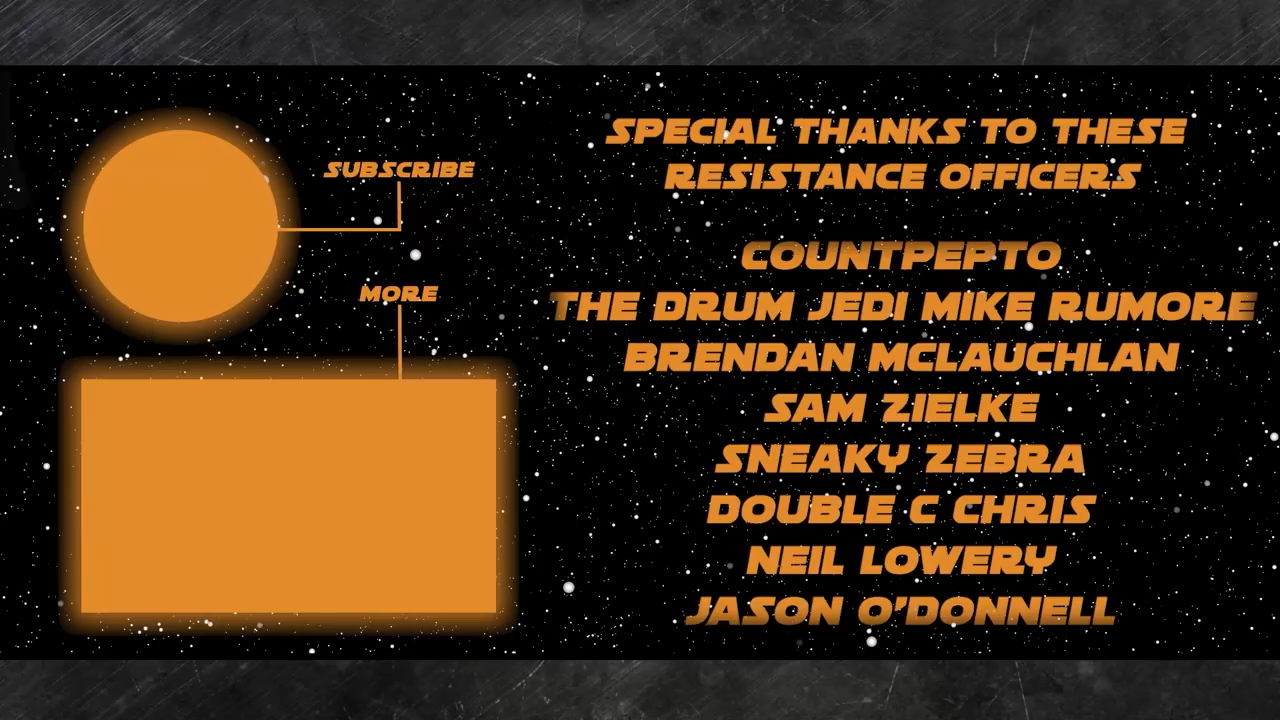 SUBSCRIBE
MORE
SPECIAL THANKS TO THESE
RESISTANCE OFFICERS
COUNTPEPTO
THE DRUM JEDI MIKE RUMORE
BRENDAN MCLAUCHLAN
SAM ZIELKE
SNEAKY ZEBRA
DOUBLE C CHRIS
NEIL LOWERY
JASON O'DONNELL